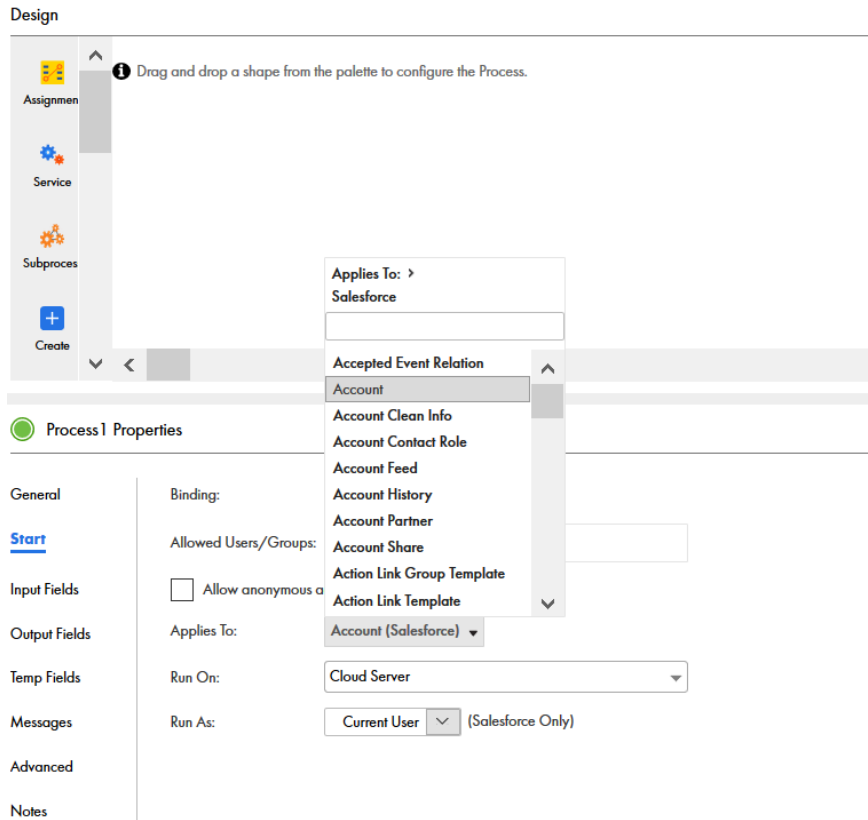 Design
Drag and drop a shape from the palette to configure the Process.
Assignmen
Service
Subproces
Create
Applies To: >
Salesforce
Accepted Event Relation
Account
Account Clean Info
Account Contact Role
Account Feed
Account History
Account Partner
Account Share
Action Link Group Template
Action Link Template
Process1 Properties
General
Start
Input Fields
Output Fields
Temp Fields
Messages
Advanced
Notes
Binding:
Allowed Users/Groups:
Allow anonymous a
Applies To: Account (Salesforce)
Run On: Cloud Server
Run As: Current User (Salesforce Only)